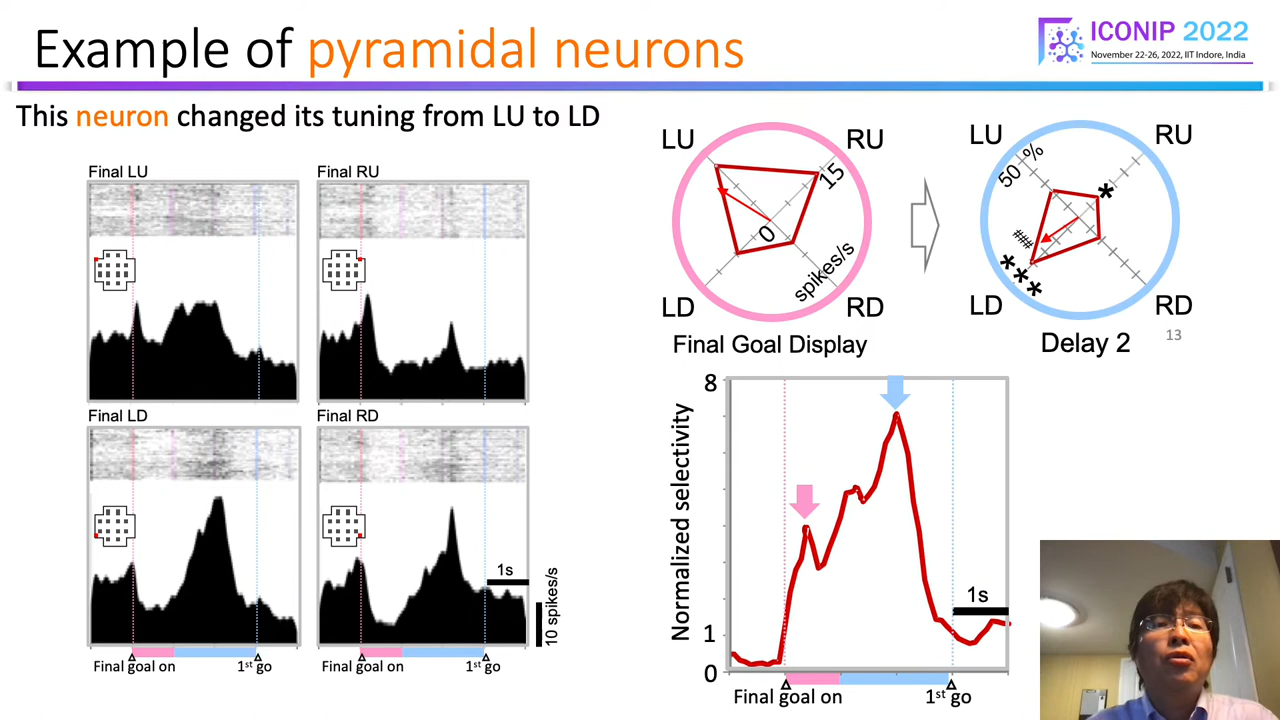 Example of pyramidal neurons
ICONIP 2022
November 22-26, 2022, IIT Indore, India
This neuron changed its tuning from LU to LD
Final LU
Final RU
Final LD
Final RD
1s
10 spikes/s
Final goal on
1st go
Final goal on
1st go
LU
RU
15
0
spikes/s
LD
RD
Final Goal Display
LU
RU
50 %
*
###
***
LD
RD
Delay 2
13
8
Normalized selectivity
1
0
1s
Final goal on
1st go